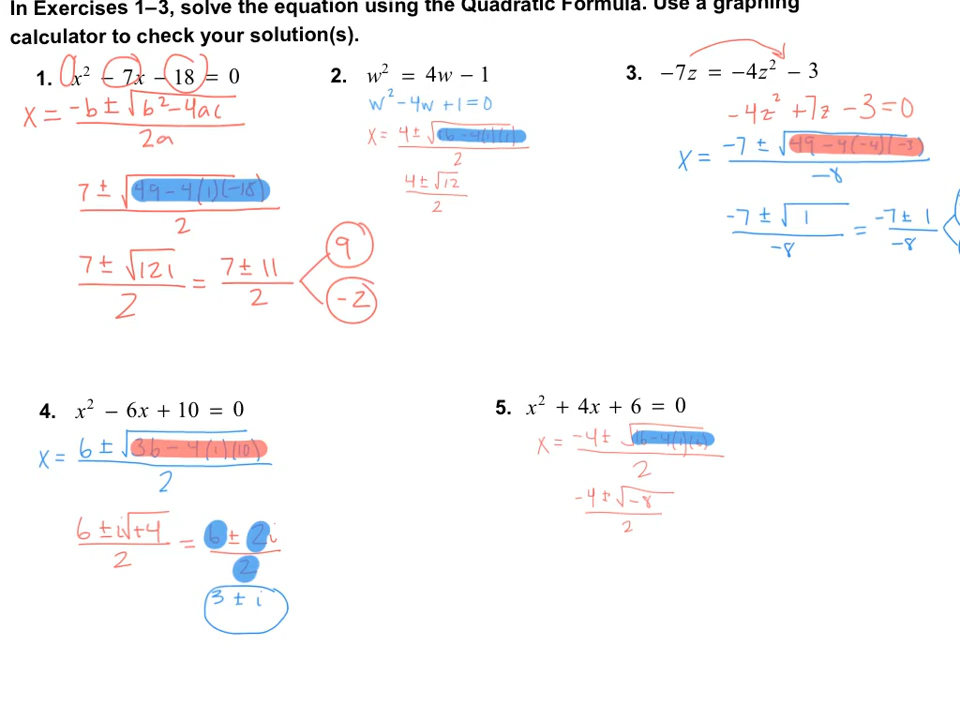 In Exercises 1–3, solve the equation using the Quadratic Formula. Use a graphing
calculator to check your solution(s).
1. x² – 7x – 18 = 0
x = -b ± √b²-4ac
2a
7 ± √49 - 4(1)(-18)
2
7 ± √121 = 7 ± 11
2 2
9
-2
2. w² = 4w – 1
w² - 4w + 1 = 0
x = 4 ± √16 - 4(1)(1)
2
4 ± √12
2
3. –7z = –4z² – 3
-4z² + 7z - 3 = 0
x = -7 ± √49 - 4(-4)(-3)
-8
-7 ± √1 = -7 ± 1
-8 -8
4. x² – 6x + 10 = 0
x = 6 ± √36 - 4(1)(10)
2
6 ± i√+4 = 6 ± 2i
2 2
3 ± i
5. x² + 4x + 6 = 0
x = -4 ± √16-4(1)(6)
2
-4 ± √-8
2